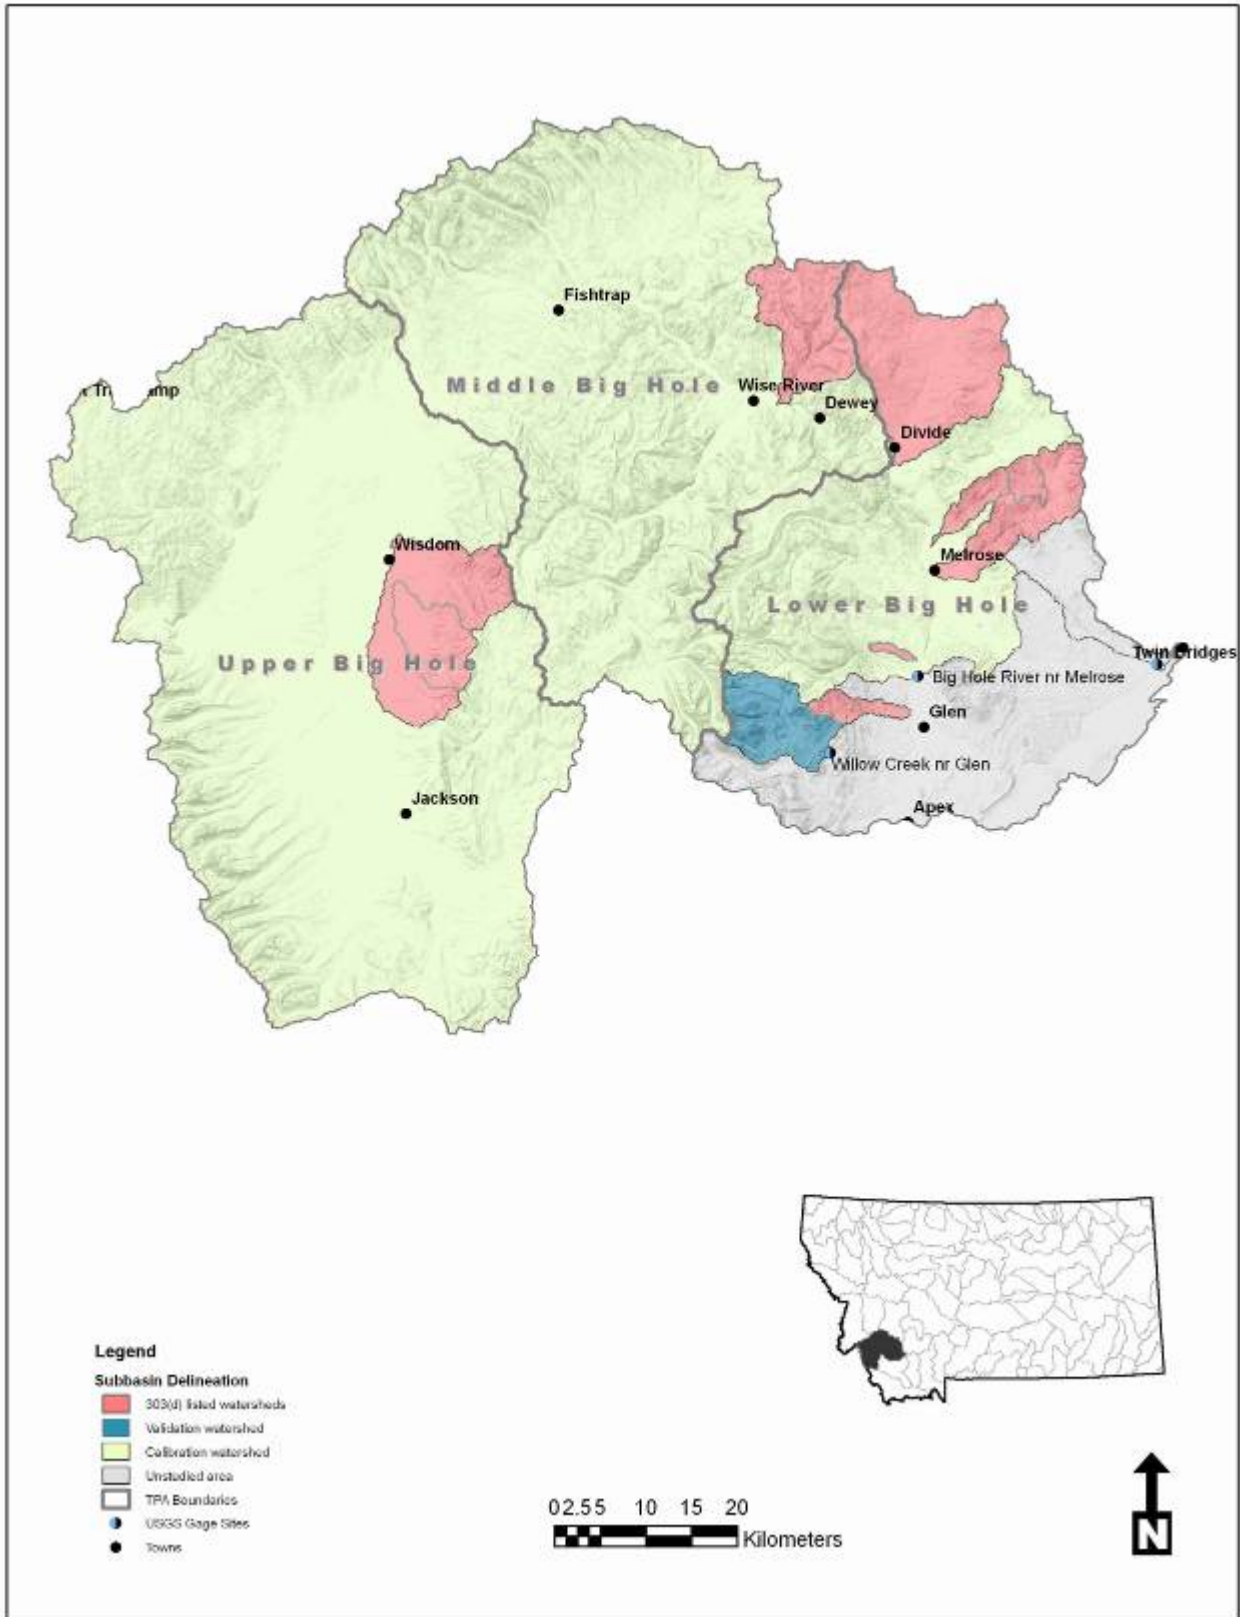 Fishtrap
Middle Big Hole
Wise River
Dewey
Divide
Wisdom
Melrose
Lower Big Hole
Twin Bridges
Upper Big Hole
Big Hole River nr Melrose
Glen
Willow Creek nr Glen
Jackson
Apex
Legend
Subbasin Delineation
303(d) listed watersheds
Validation watershed
Calibration watershed
Unstudied area
TPA Boundaries
USGS Gage Sites
Towns
0 2.5 5 10 15 20
Kilometers
N